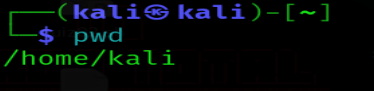 ┌──(kali㉿kali)-[~]
└─$ pwd
/home/kali